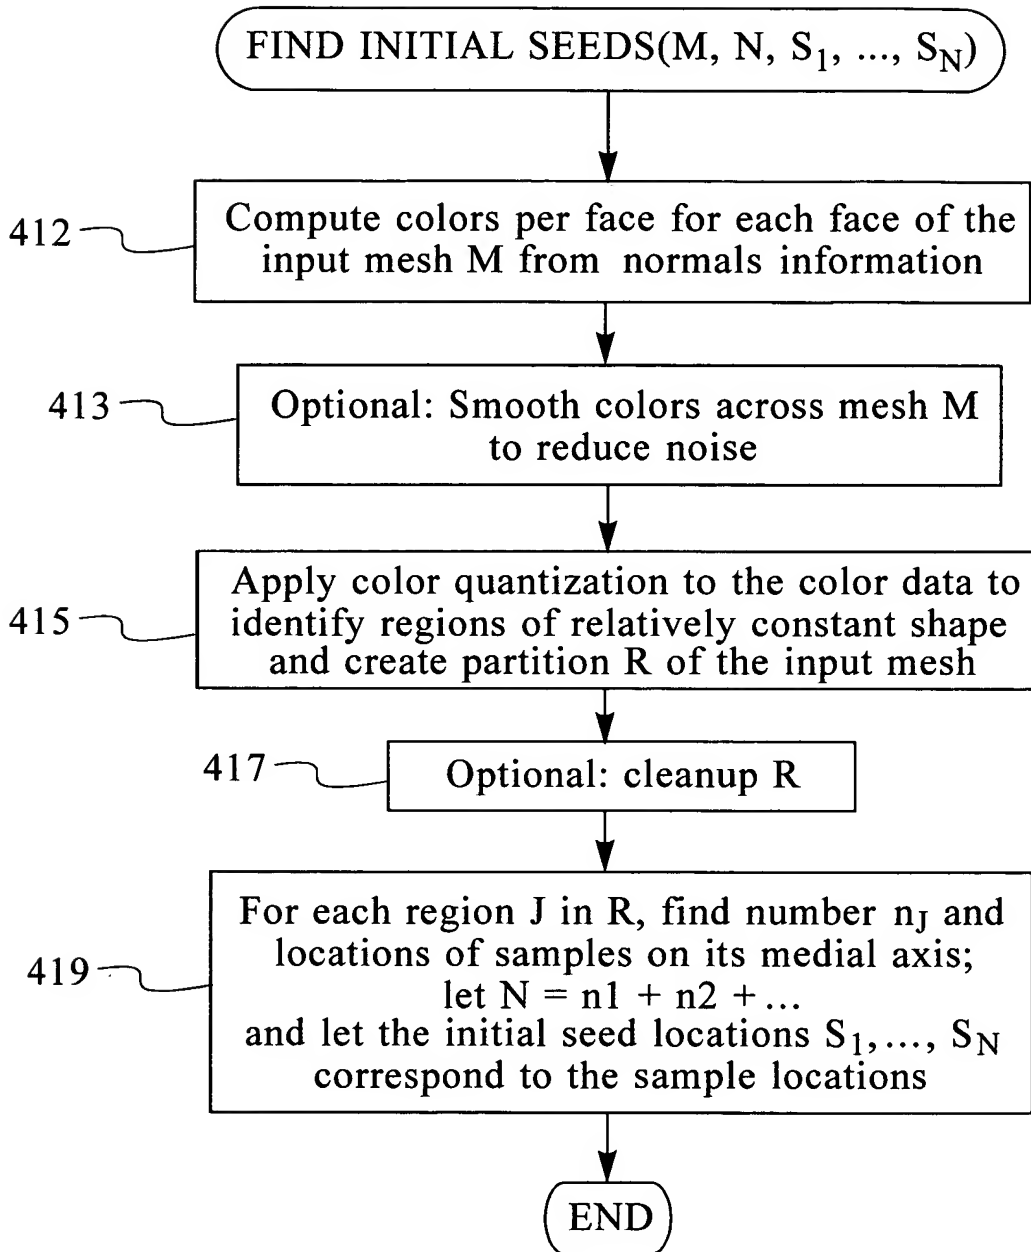 FIND INITIAL SEEDS(M, N, S₁, ..., S_N)
412
Compute colors per face for each face of the
input mesh M from normals information
413
Optional: Smooth colors across mesh M
to reduce noise
415
Apply color quantization to the color data to
identify regions of relatively constant shape
and create partition R of the input mesh
417
Optional: cleanup R
419
For each region J in R, find number n_J and
locations of samples on its medial axis;
let N = n1 + n2 + ...
and let the initial seed locations S₁,..., S_N
correspond to the sample locations
END